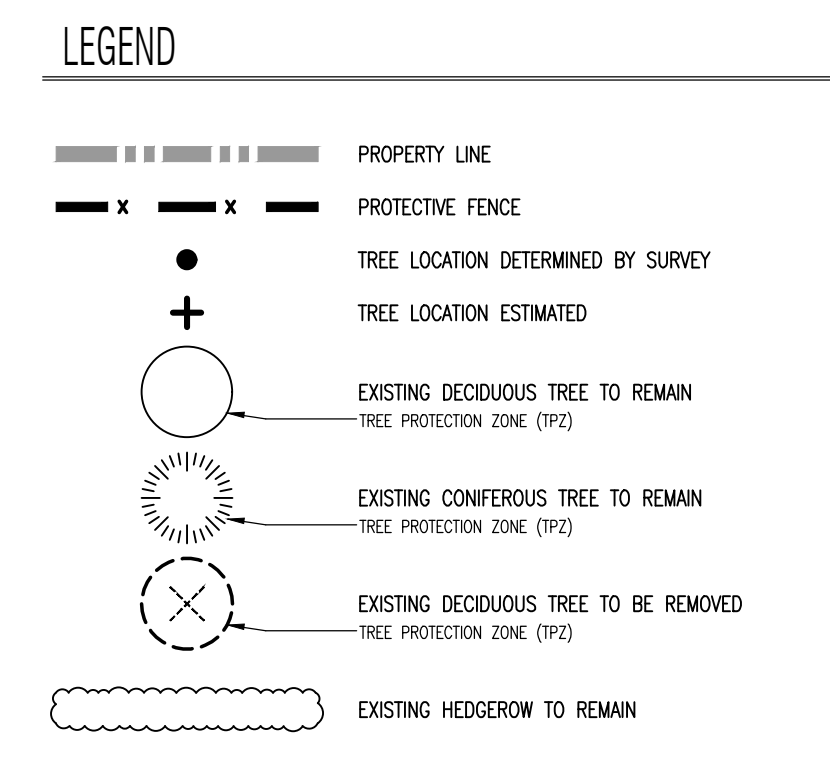 LEGEND
PROPERTY LINE
PROTECTIVE FENCE
TREE LOCATION DETERMINED BY SURVEY
TREE LOCATION ESTIMATED
EXISTING DECIDUOUS TREE TO REMAIN
TREE PROTECTION ZONE (TPZ)
EXISTING CONIFEROUS TREE TO REMAIN
TREE PROTECTION ZONE (TPZ)
EXISTING DECIDUOUS TREE TO BE REMOVED
TREE PROTECTION ZONE (TPZ)
EXISTING HEDGEROW TO REMAIN